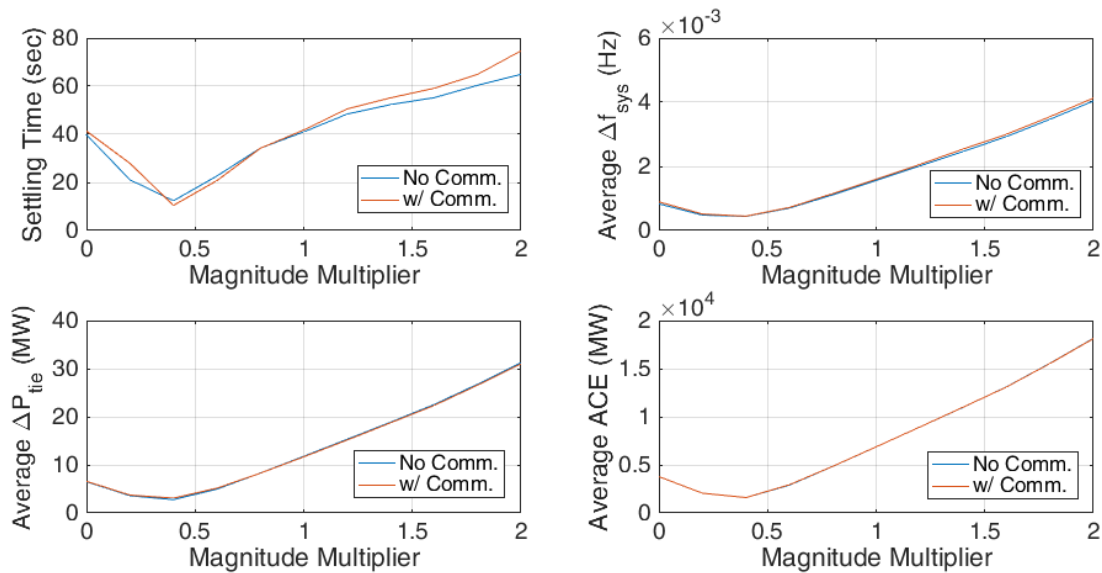 80
60
40
20
0
Settling Time (sec)
No Comm.
w/ Comm.
0 0.5 1 1.5 2
Magnitude Multiplier
×10⁻³
6
4
2
0
Average Δf_sys (Hz)
No Comm.
w/ Comm.
0 0.5 1 1.5 2
Magnitude Multiplier
40
30
20
10
0
Average ΔP_tie (MW)
No Comm.
w/ Comm.
0 0.5 1 1.5 2
Magnitude Multiplier
×10⁴
2
1.5
1
0.5
0
Average ACE (MW)
No Comm.
w/ Comm.
0 0.5 1 1.5 2
Magnitude Multiplier